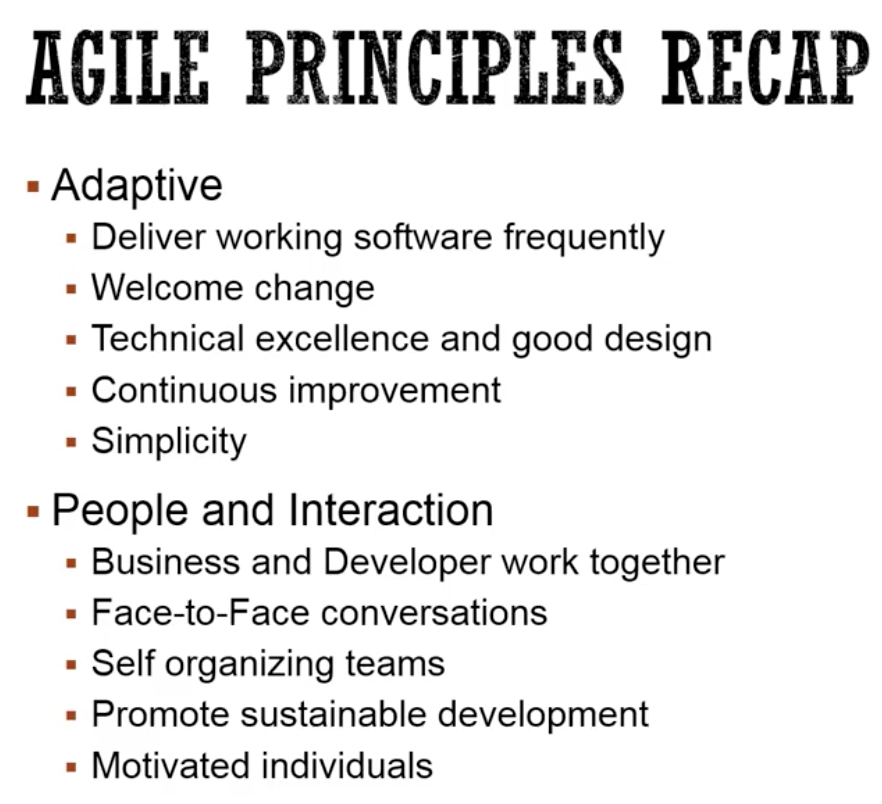 AGILE PRINCIPLES RECAP
▪ Adaptive
▪ Deliver working software frequently
▪ Welcome change
▪ Technical excellence and good design
▪ Continuous improvement
▪ Simplicity
▪ People and Interaction
▪ Business and Developer work together
▪ Face-to-Face conversations
▪ Self organizing teams
▪ Promote sustainable development
▪ Motivated individuals